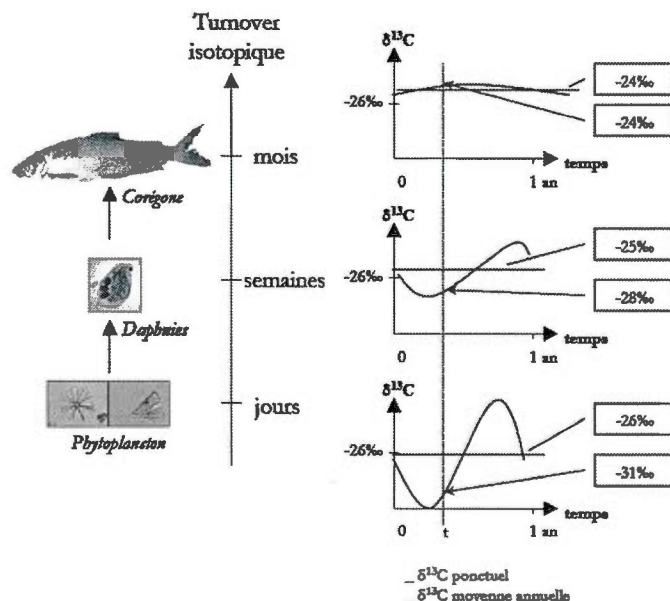 Turnover
isotopique
mois
Corégone
semaines
Daphnies
jours
Phytoplancton
δ¹³C
-26‰
-24‰
-24‰
0
1 an
temps
δ¹³C
-26‰
-25‰
-28‰
0
1 an
temps
δ¹³C
-26‰
-26‰
-31‰
0
t
1 an
temps
_ δ¹³C ponctuel
_ δ¹³C moyenne annuelle